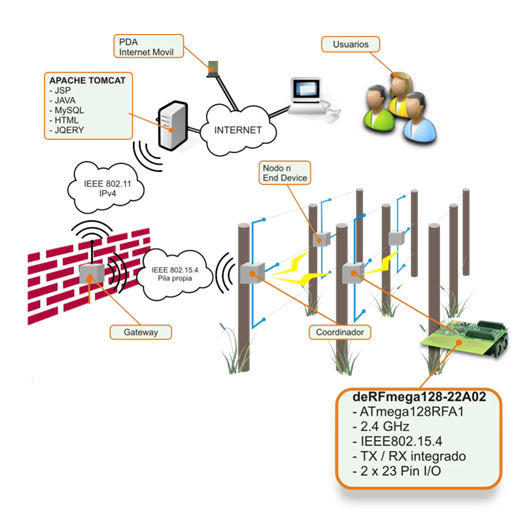 PDA
Internet Movil
Usuarios
APACHE TOMCAT
- JSP
- JAVA
- MySQL
- HTML
- JQERY
INTERNET
IEEE 802.11
IPv4
Nodo n
End Device
IEEE 802.15.4
Pila propia
Gateway
Coordinador
deRFmega128-22A02
- ATmega128RFA1
- 2.4 GHz
- IEEE802.15.4
- TX / RX integrado
- 2 x 23 Pin I/O